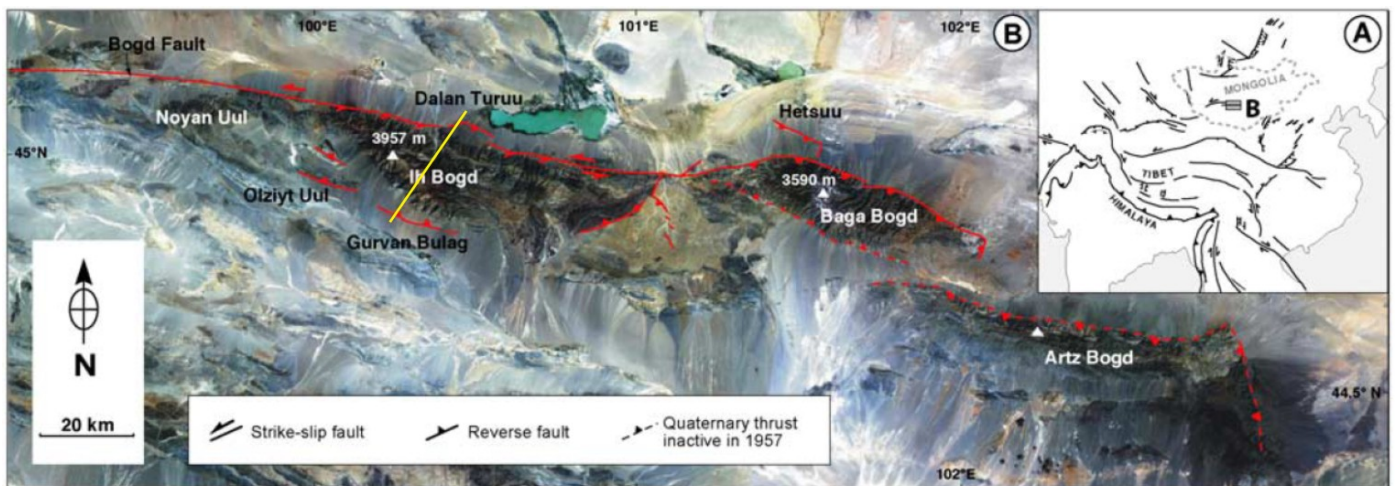 100°E
101°E
102°E
B
A
Bogd Fault
MONGOLIA
B
Dalan Turuu
Hetsuu
Noyan Uul
3957 m
45°N
Ih Bogd
3590 m
TIBET
Olziyt Uul
Baga Bogd
HIMALAYA
Gurvan Bulag
N
Artz Bogd
44.5° N
20 km
Strike-slip fault
Reverse fault
Quaternary thrust
inactive in 1957
102°E